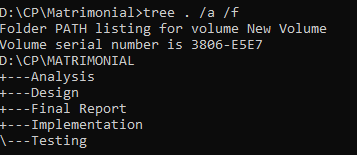 D:\CP\Matrimonial>tree . /a /f
Folder PATH listing for volume New Volume
Volume serial number is 3806-E5E7
D:\CP\MATRIMONIAL
+---Analysis
+---Design
+---Final Report
+---Implementation
\---Testing